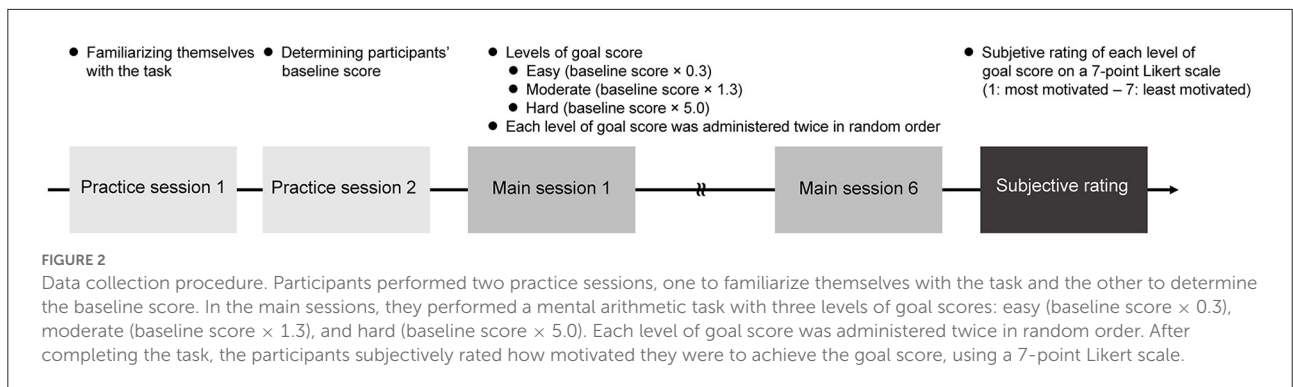 ● Familiarizing themselves
with the task
● Determining participants'
baseline score
● Levels of goal score
● Easy (baseline score × 0.3)
● Moderate (baseline score × 1.3)
● Hard (baseline score × 5.0)
● Each level of goal score was administered twice in random order
● Subjetive rating of each level of
goal score on a 7-point Likert scale
(1: most motivated – 7: least motivated)
Practice session 1
Practice session 2
Main session 1
Main session 6
Subjective rating
FIGURE 2
Data collection procedure. Participants performed two practice sessions, one to familiarize themselves with the task and the other to determine
the baseline score. In the main sessions, they performed a mental arithmetic task with three levels of goal scores: easy (baseline score × 0.3),
moderate (baseline score × 1.3), and hard (baseline score × 5.0). Each level of goal score was administered twice in random order. After
completing the task, the participants subjectively rated how motivated they were to achieve the goal score, using a 7-point Likert scale.